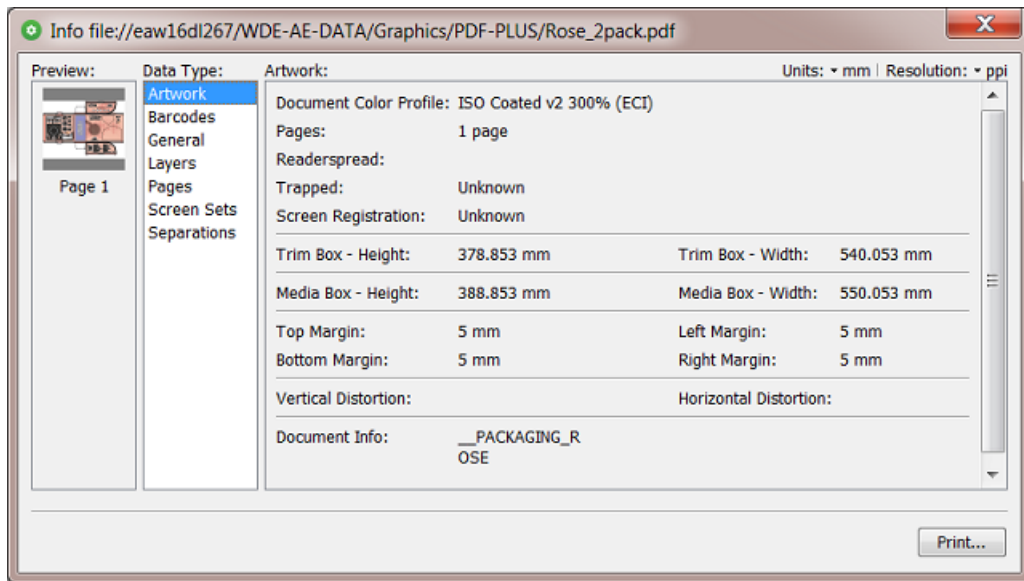 Info file://eaw16dl267/WDE-AE-DATA/Graphics/PDF-PLUS/Rose_2pack.pdf
Preview: Data Type: Artwork: Units: mm | Resolution: ppi
Page 1
Artwork
Barcodes
General
Layers
Pages
Screen Sets
Separations
Document Color Profile: ISO Coated v2 300% (ECI)
Pages: 1 page
Readerspread:
Trapped: Unknown
Screen Registration: Unknown
Trim Box - Height: 378.853 mm Trim Box - Width: 540.053 mm
Media Box - Height: 388.853 mm Media Box - Width: 550.053 mm
Top Margin: 5 mm Left Margin: 5 mm
Bottom Margin: 5 mm Right Margin: 5 mm
Vertical Distortion: Horizontal Distortion:
Document Info: __PACKAGING_R
OSE
Print...